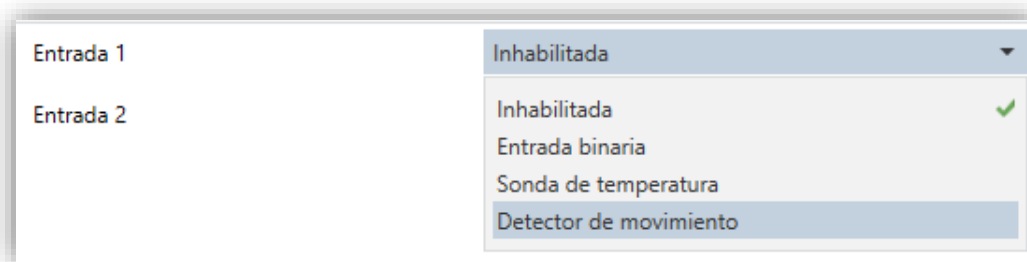 Entrada 1 Inhabilitada
Entrada 2 Inhabilitada
Entrada binaria
Sonda de temperatura
Detector de movimiento